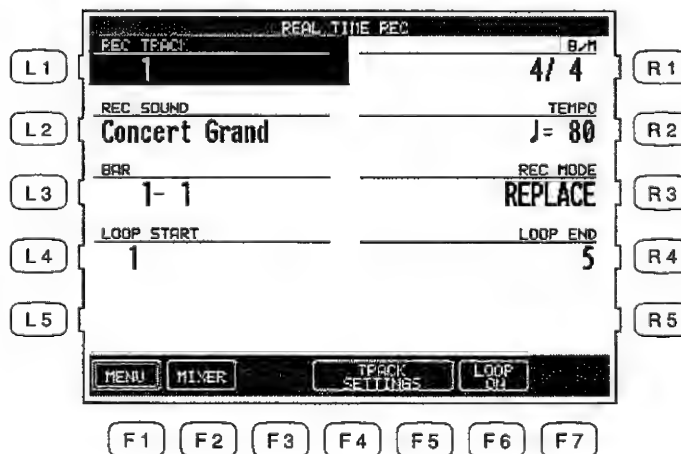 REAL TIME REC
REC TRACK
1
B/M
4/ 4
REC SOUND
Concert Grand
TEMPO
♩= 80
BAR
1- 1
REC MODE
REPLACE
LOOP START
1
LOOP END
5
MENU
MIXER
TRACK
SETTINGS
LOOP
ON
L1
L2
L3
L4
L5
R1
R2
R3
R4
R5
F1 F2 F3 F4 F5 F6 F7